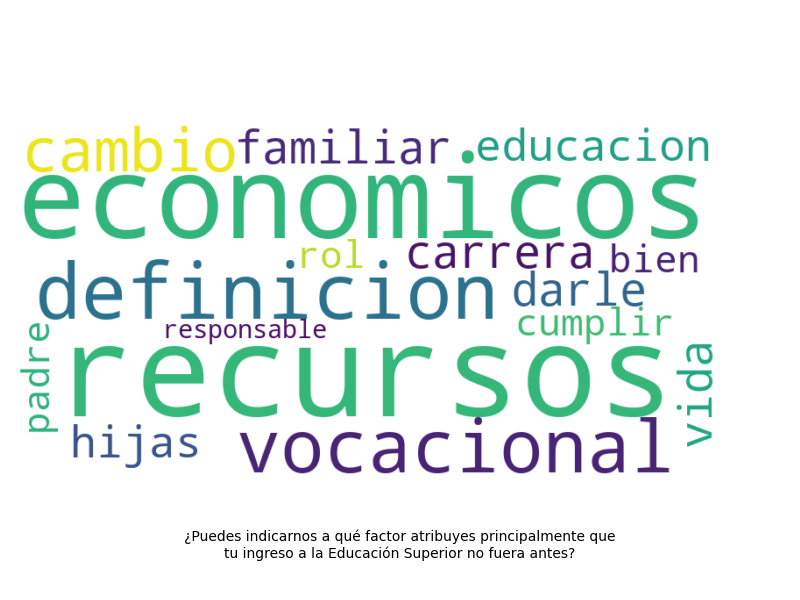 cambio familiar educacion
economicos
rol carrera bien
definicion darle
responsable cumplir
padre recursos vida
hijas vocacional
¿Puedes indicarnos a qué factor atribuyes principalmente que
tu ingreso a la Educación Superior no fuera antes?